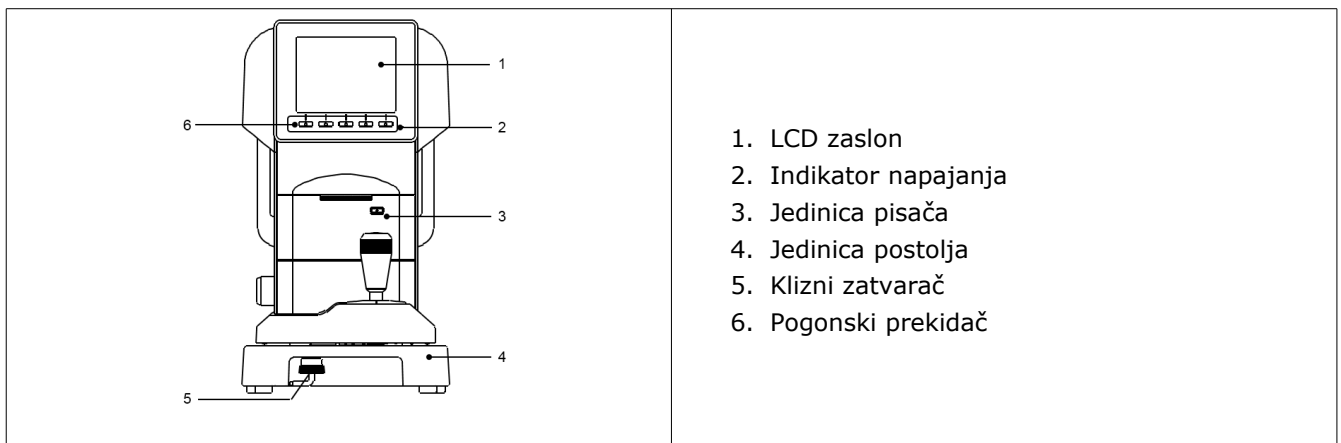 1
6
2
3
4
5
1. LCD zaslon
2. Indikator napajanja
3. Jedinica pisača
4. Jedinica postolja
5. Klizni zatvarač
6. Pogonski prekidač